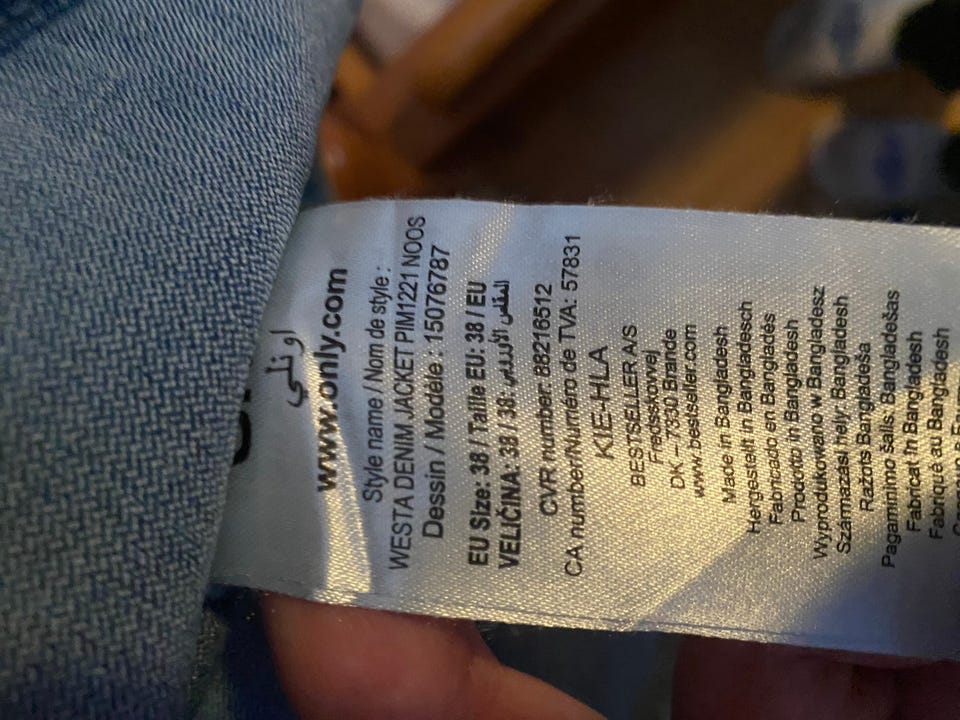 اونلي
www.only.com
Style name / Nom de style :
WESTA DENIM JACKET PIM1221 NOOS
Dessin / Modèle : 15076787
EU Size: 38 / Taille EU: 38 / EU
VELIČINA: 38 / 38 :المقاس الأوروبي
CVR number: 88216512
CA number/Numéro de TVA: 57831
KIE-HLA
BESTSELLER A/S
Fredskovvej
DK - 7330 Brande
www.bestseller.com
Made in Bangladesh
Hergestellt in Bangladesch
Fabricado en Bangladés
Prodotto in Bangladesh
Wyprodukowano w Bangladesz
Származási hely: Bangladesh
Ražots Bangladeša
Pagaminimo šalis: Bangladešas
Fabricat în Bangladesh
Fabriqué au Bangladesh